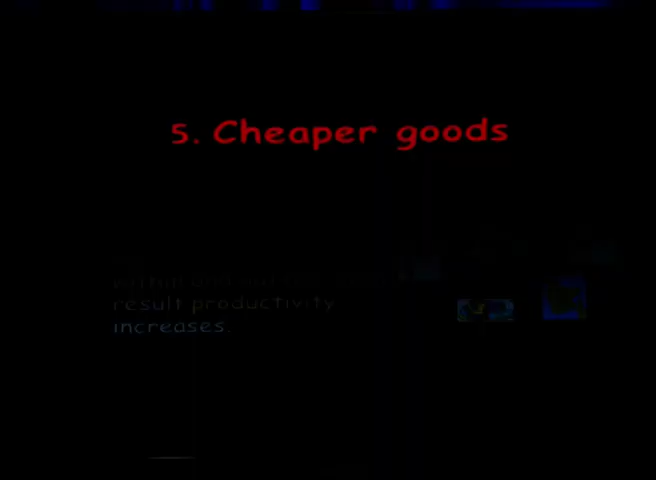 5. Cheaper goods
result productivity
increases.